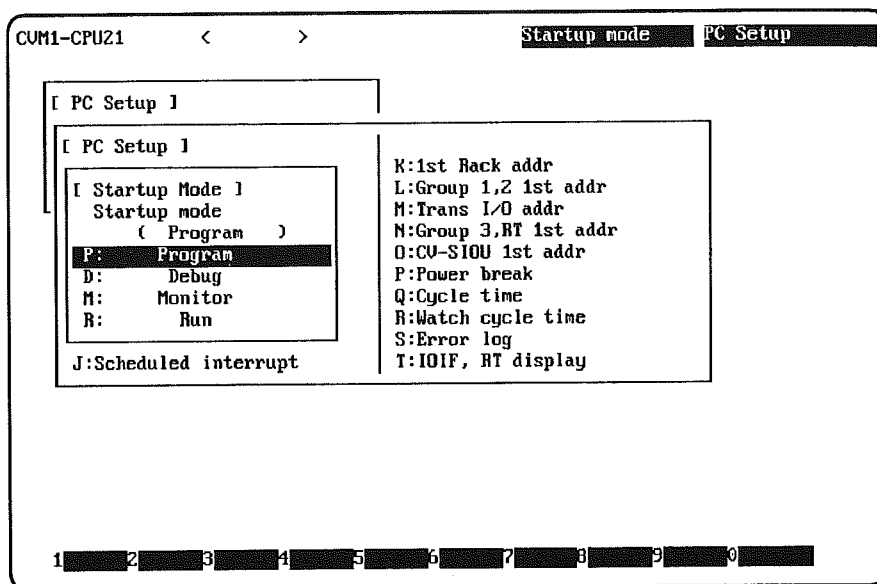 CVM1-CPU21 < > Startup mode PC Setup
[ PC Setup ]
[ PC Setup ]
[ Startup Mode ]
Startup mode
( Program )
P: Program
D: Debug
M: Monitor
R: Run
J:Scheduled interrupt
K:1st Rack addr
L:Group 1,2 1st addr
M:Trans I/O addr
N:Group 3,RT 1st addr
O:CV-SIOU 1st addr
P:Power break
Q:Cycle time
R:Watch cycle time
S:Error log
T:IOIF, RT display
1 2 3 4 5 6 7 8 9 0